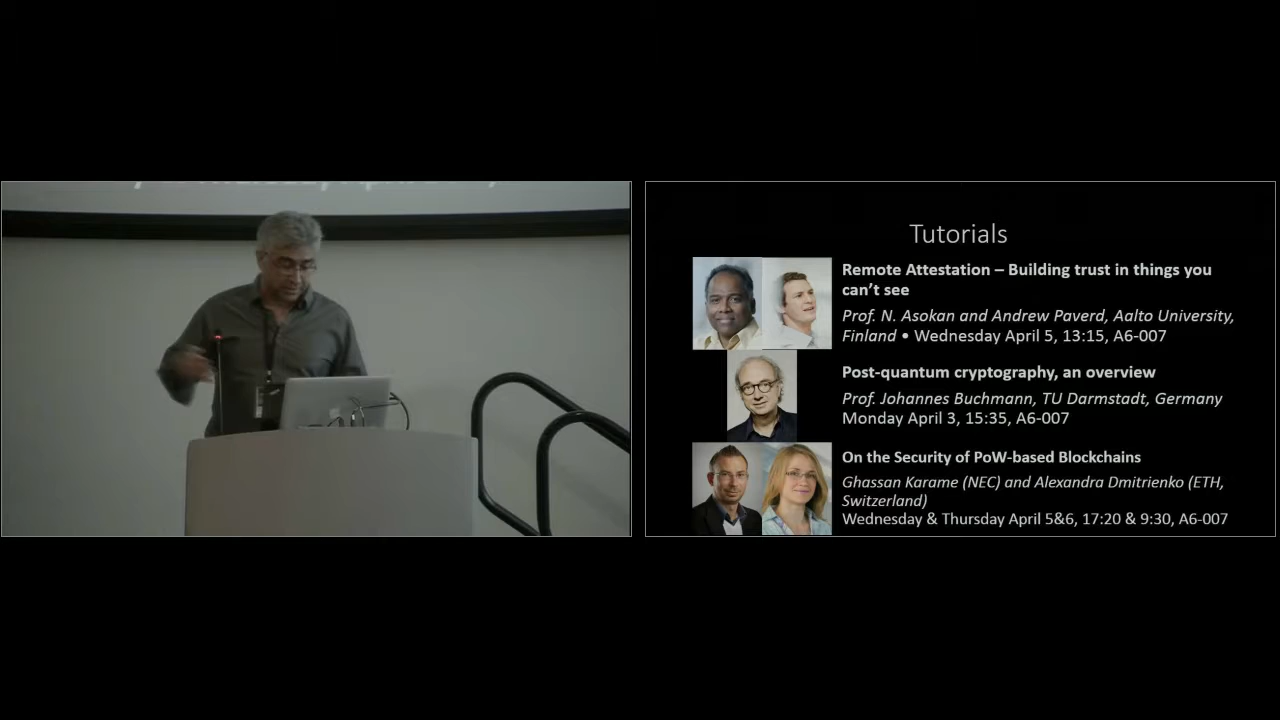 Tutorials
Remote Attestation – Building trust in things you
can't see
Prof. N. Asokan and Andrew Paverd, Aalto University,
Finland • Wednesday April 5, 13:15, A6-007
Post-quantum cryptography, an overview
Prof. Johannes Buchmann, TU Darmstadt, Germany
Monday April 3, 15:35, A6-007
On the Security of PoW-based Blockchains
Ghassan Karame (NEC) and Alexandra Dmitrienko (ETH,
Switzerland)
Wednesday & Thursday April 5&6, 17:20 & 9:30, A6-007